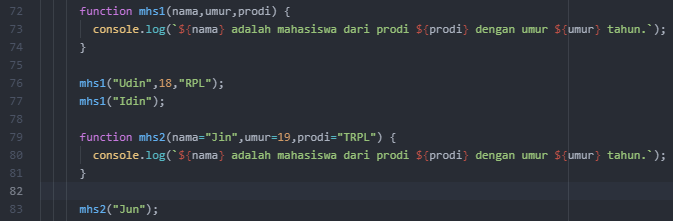 72 function mhs1(nama,umur,prodi) {
73 console.log(`${nama} adalah mahasiswa dari prodi ${prodi} dengan umur ${umur} tahun.`);
74 }
75
76 mhs1("Udin",18,"RPL");
77 mhs1("Idin");
78
79 function mhs2(nama="Jin",umur=19,prodi="TRPL") {
80 console.log(`${nama} adalah mahasiswa dari prodi ${prodi} dengan umur ${umur} tahun.`);
81 }
82
83 mhs2("Jun");